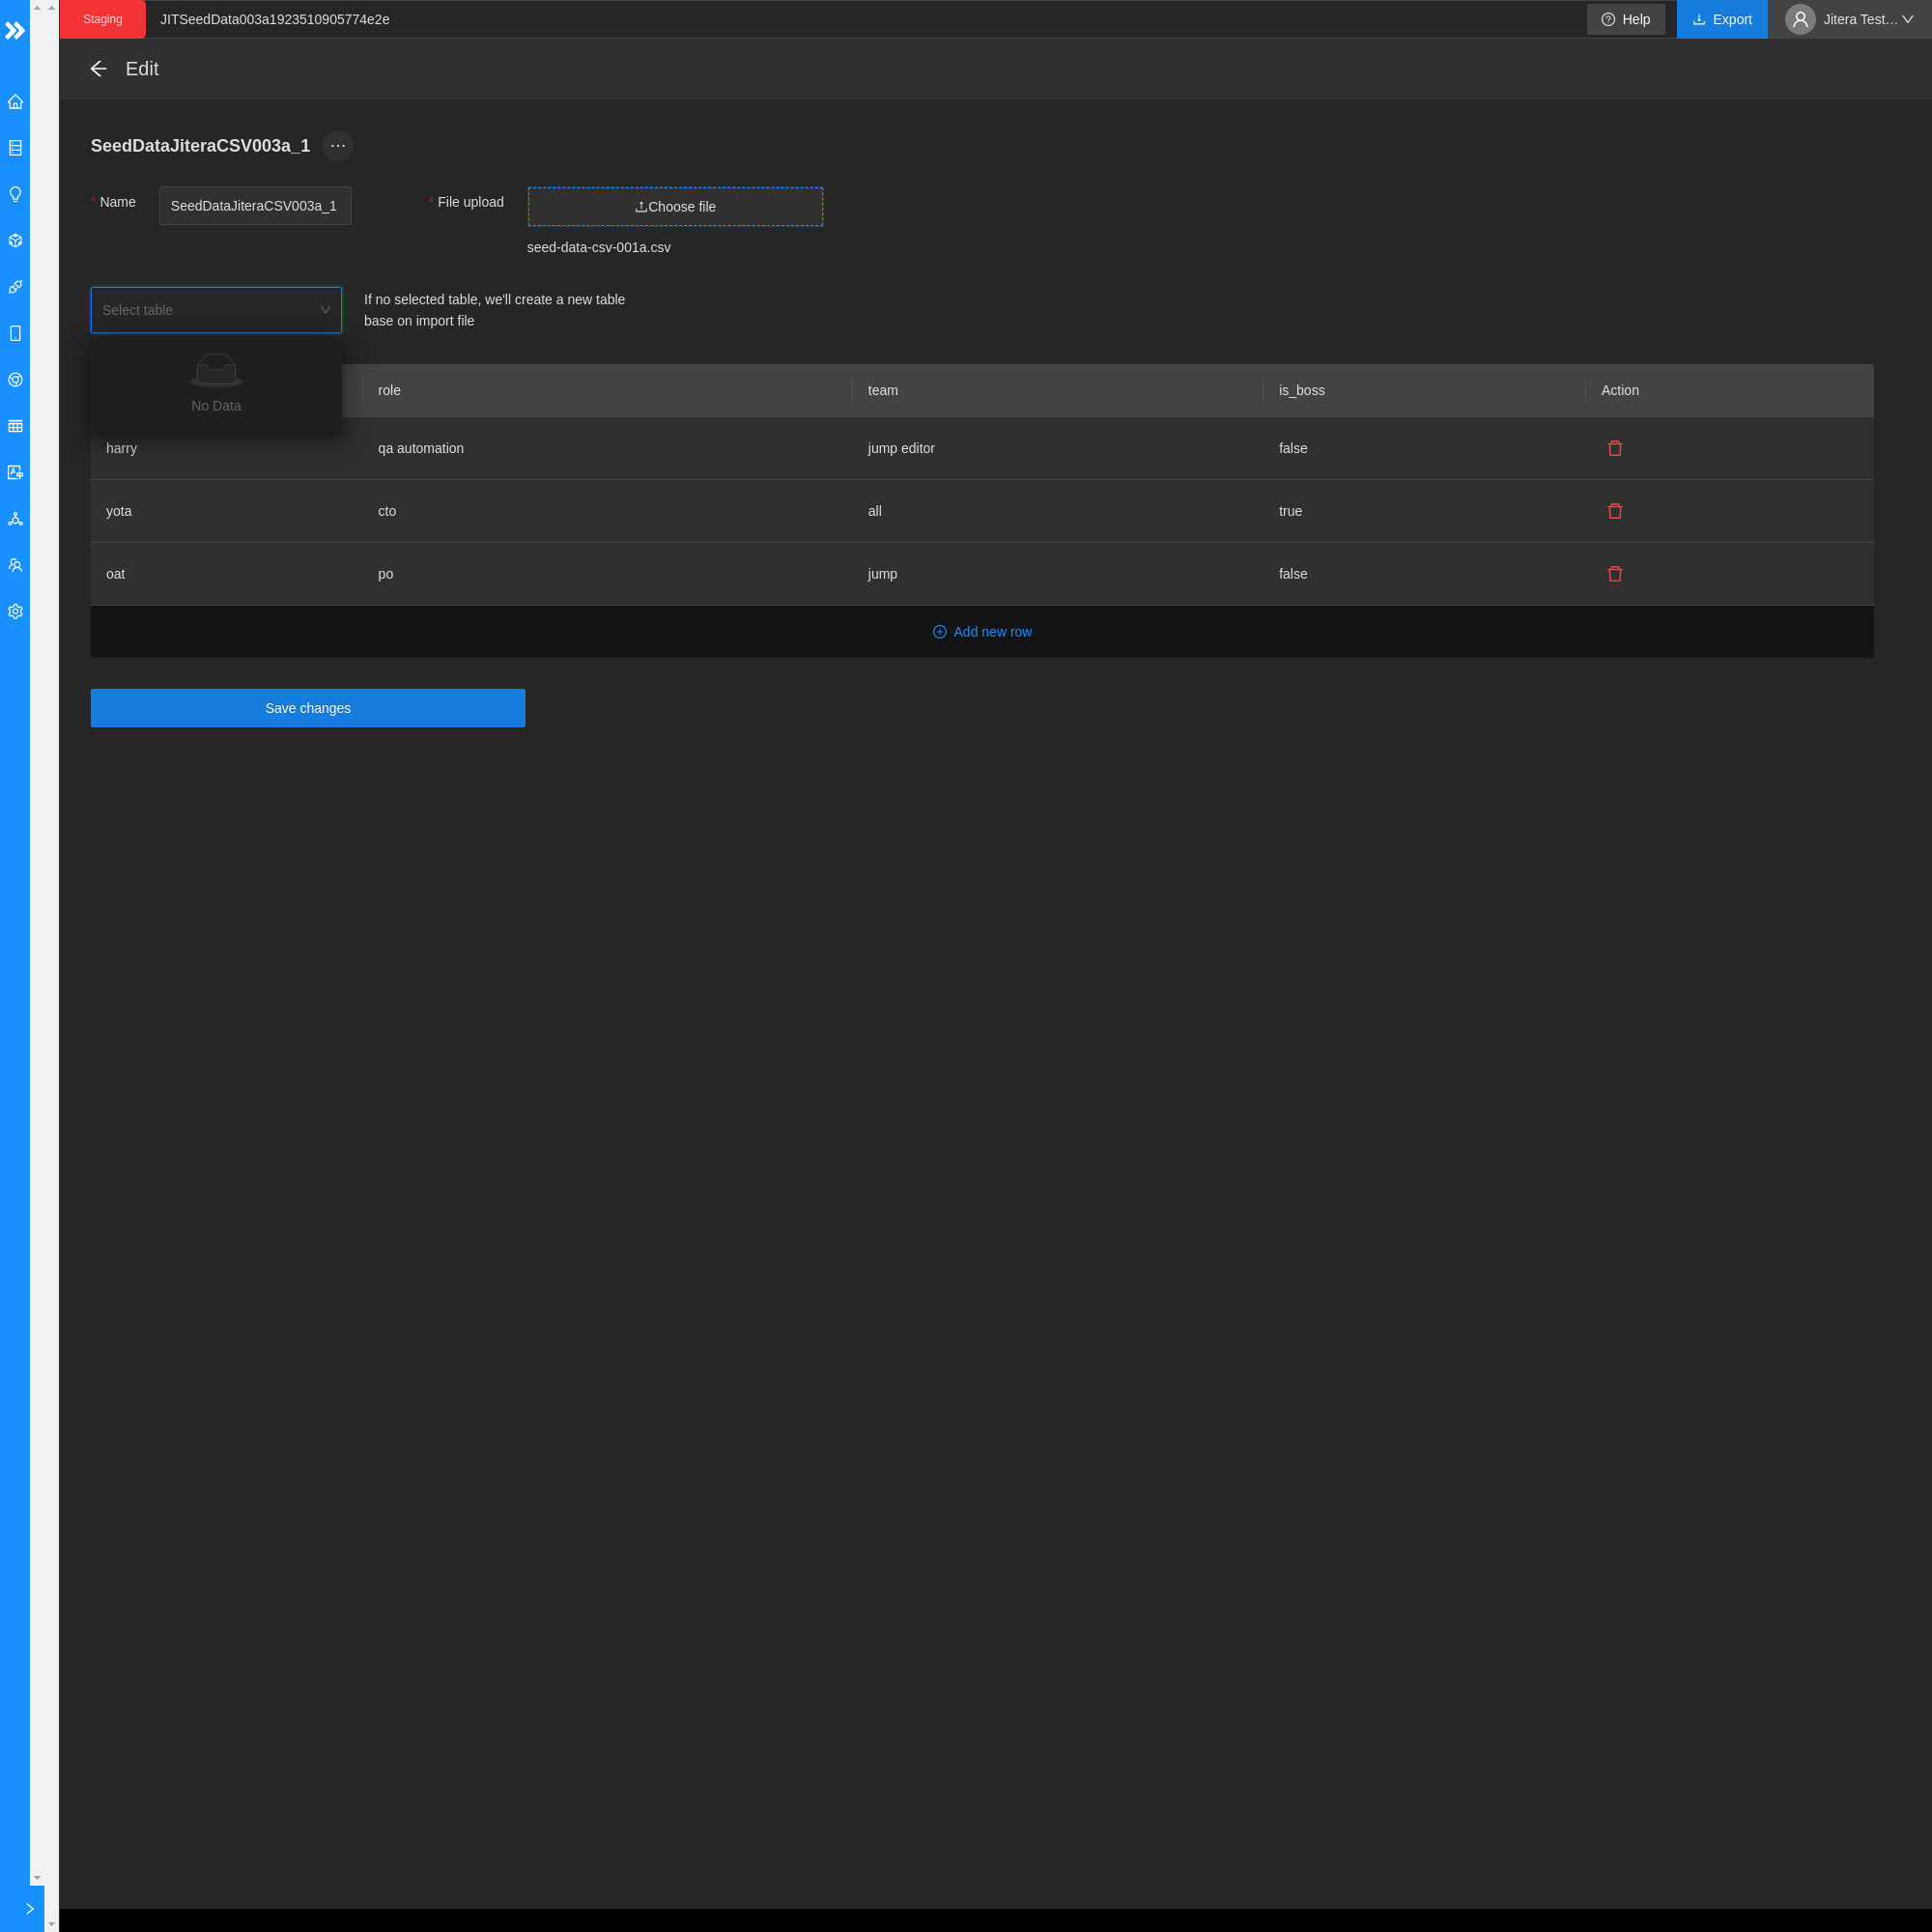 Staging
JITSeedData003a1923510905774e2e
Help
Export
Jitera Test...
Edit
SeedDataJiteraCSV003a_1
* Name
SeedDataJiteraCSV003a_1
* File upload
Choose file
seed-data-csv-001a.csv
Select table
If no selected table, we'll create a new table
base on import file
No Data
role team is_boss Action
harry qa automation jump editor false
yota cto all true
oat po jump false
Add new row
Save changes